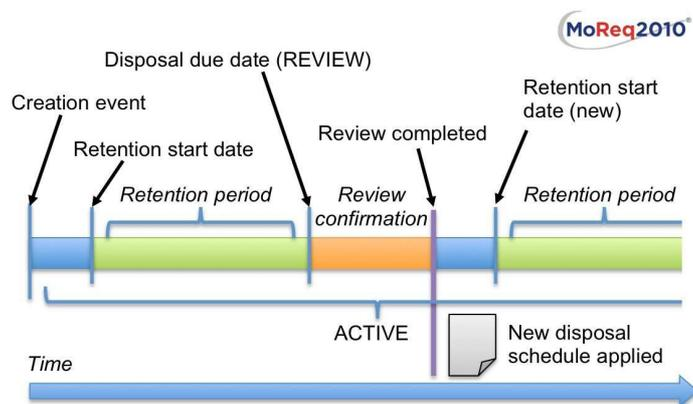 MoReq2010®
Disposal due date (REVIEW)
Creation event
Retention start
date (new)
Review completed
Retention start date
Retention period
Review
confirmation
Retention period
ACTIVE
New disposal
schedule applied
Time